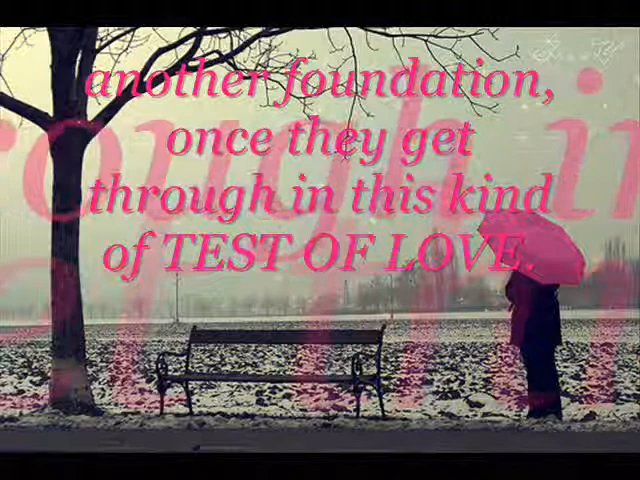 another foundation,
once they get
through in this kind
of TEST OF LOVE.